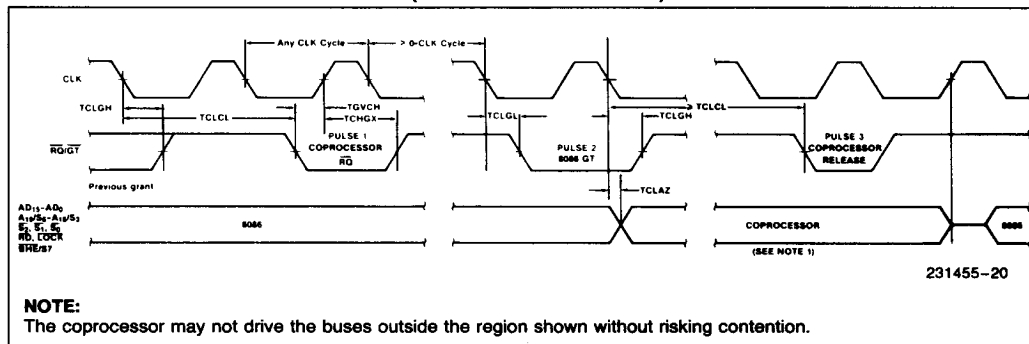 Any CLK Cycle
> 0-CLK Cycle
CLK
TCLGH
TCLCL
TGVCH
TCHGX
TCLGL
TCLGH
TCLCL
RQ/GT
PULSE 1
COPROCESSOR
RQ
PULSE 2
8086 GT
PULSE 3
COPROCESSOR
RELEASE
Previous grant
TCLAZ
AD15-AD0
A19/S6-A16/S3
S2, S1, S0
RD, LOCK
BHE/S7
8086
COPROCESSOR
(SEE NOTE 1)
8086
231455-20
NOTE:
The coprocessor may not drive the buses outside the region shown without risking contention.